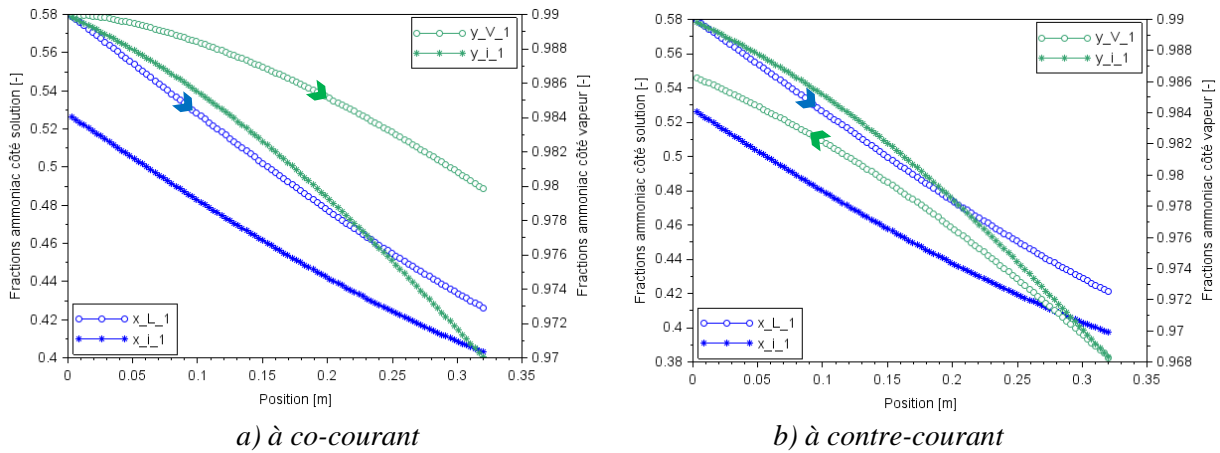 Fractions ammoniac côté solution [-]
0.58
0.56
0.54
0.52
0.5
0.48
0.46
0.44
0.42
0.4
y_V_1
y_i_1
x_L_1
x_i_1
0.99
0.988
0.986
0.984
0.982
0.98
0.978
0.976
0.974
0.972
0.97
Fractions ammoniac côté vapeur [-]
0 0.05 0.1 0.15 0.2 0.25 0.3 0.35
Position [m]
a) à co-courant
Fractions ammoniac côté solution [-]
0.58
0.56
0.54
0.52
0.5
0.48
0.46
0.44
0.42
0.4
0.38
y_V_1
y_i_1
x_L_1
x_i_1
0.99
0.988
0.986
0.984
0.982
0.98
0.978
0.976
0.974
0.972
0.97
0.968
Fractions ammoniac côté vapeur [-]
0 0.05 0.1 0.15 0.2 0.25 0.3 0.35
Position [m]
b) à contre-courant